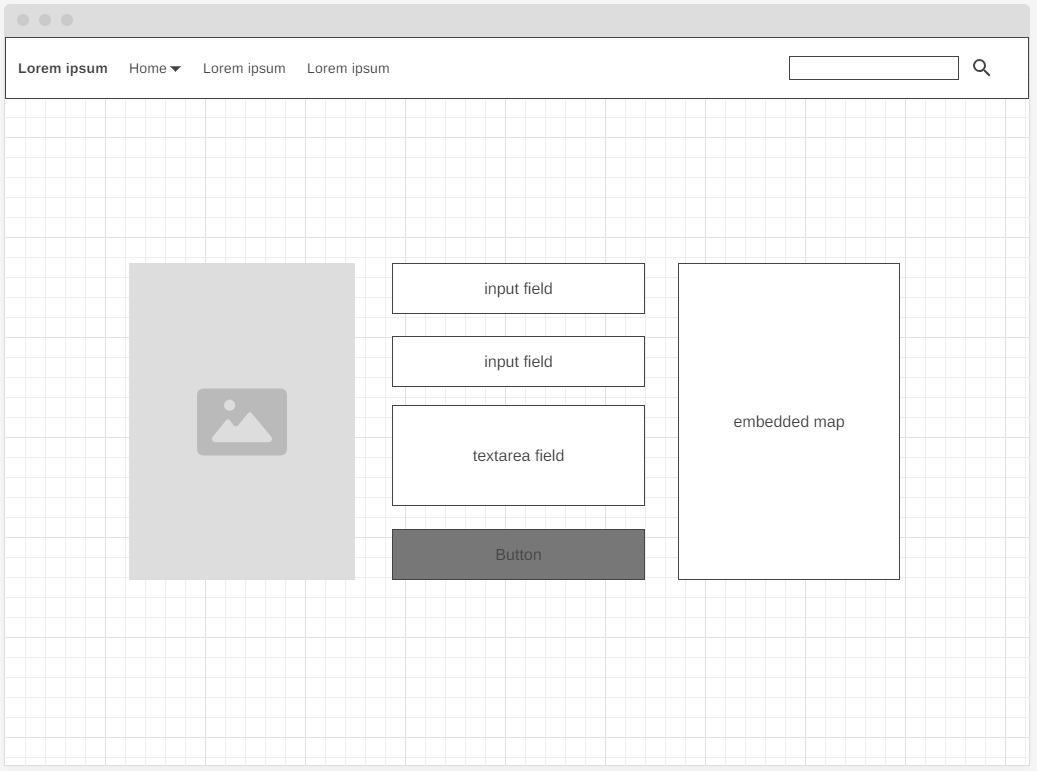 Lorem ipsum Home Lorem ipsum Lorem ipsum
input field
input field
textarea field
Button
embedded map